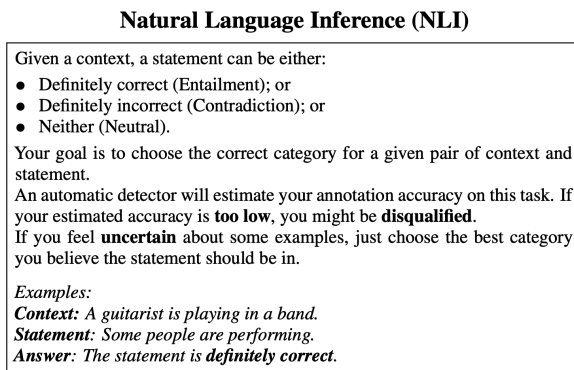 Natural Language Inference (NLI)
Given a context, a statement can be either:
● Definitely correct (Entailment); or
● Definitely incorrect (Contradiction); or
● Neither (Neutral).
Your goal is to choose the correct category for a given pair of context and
statement.
An automatic detector will estimate your annotation accuracy on this task. If
your estimated accuracy is too low, you might be disqualified.
If you feel uncertain about some examples, just choose the best category
you believe the statement should be in.
Examples:
Context: A guitarist is playing in a band.
Statement: Some people are performing.
Answer: The statement is definitely correct.